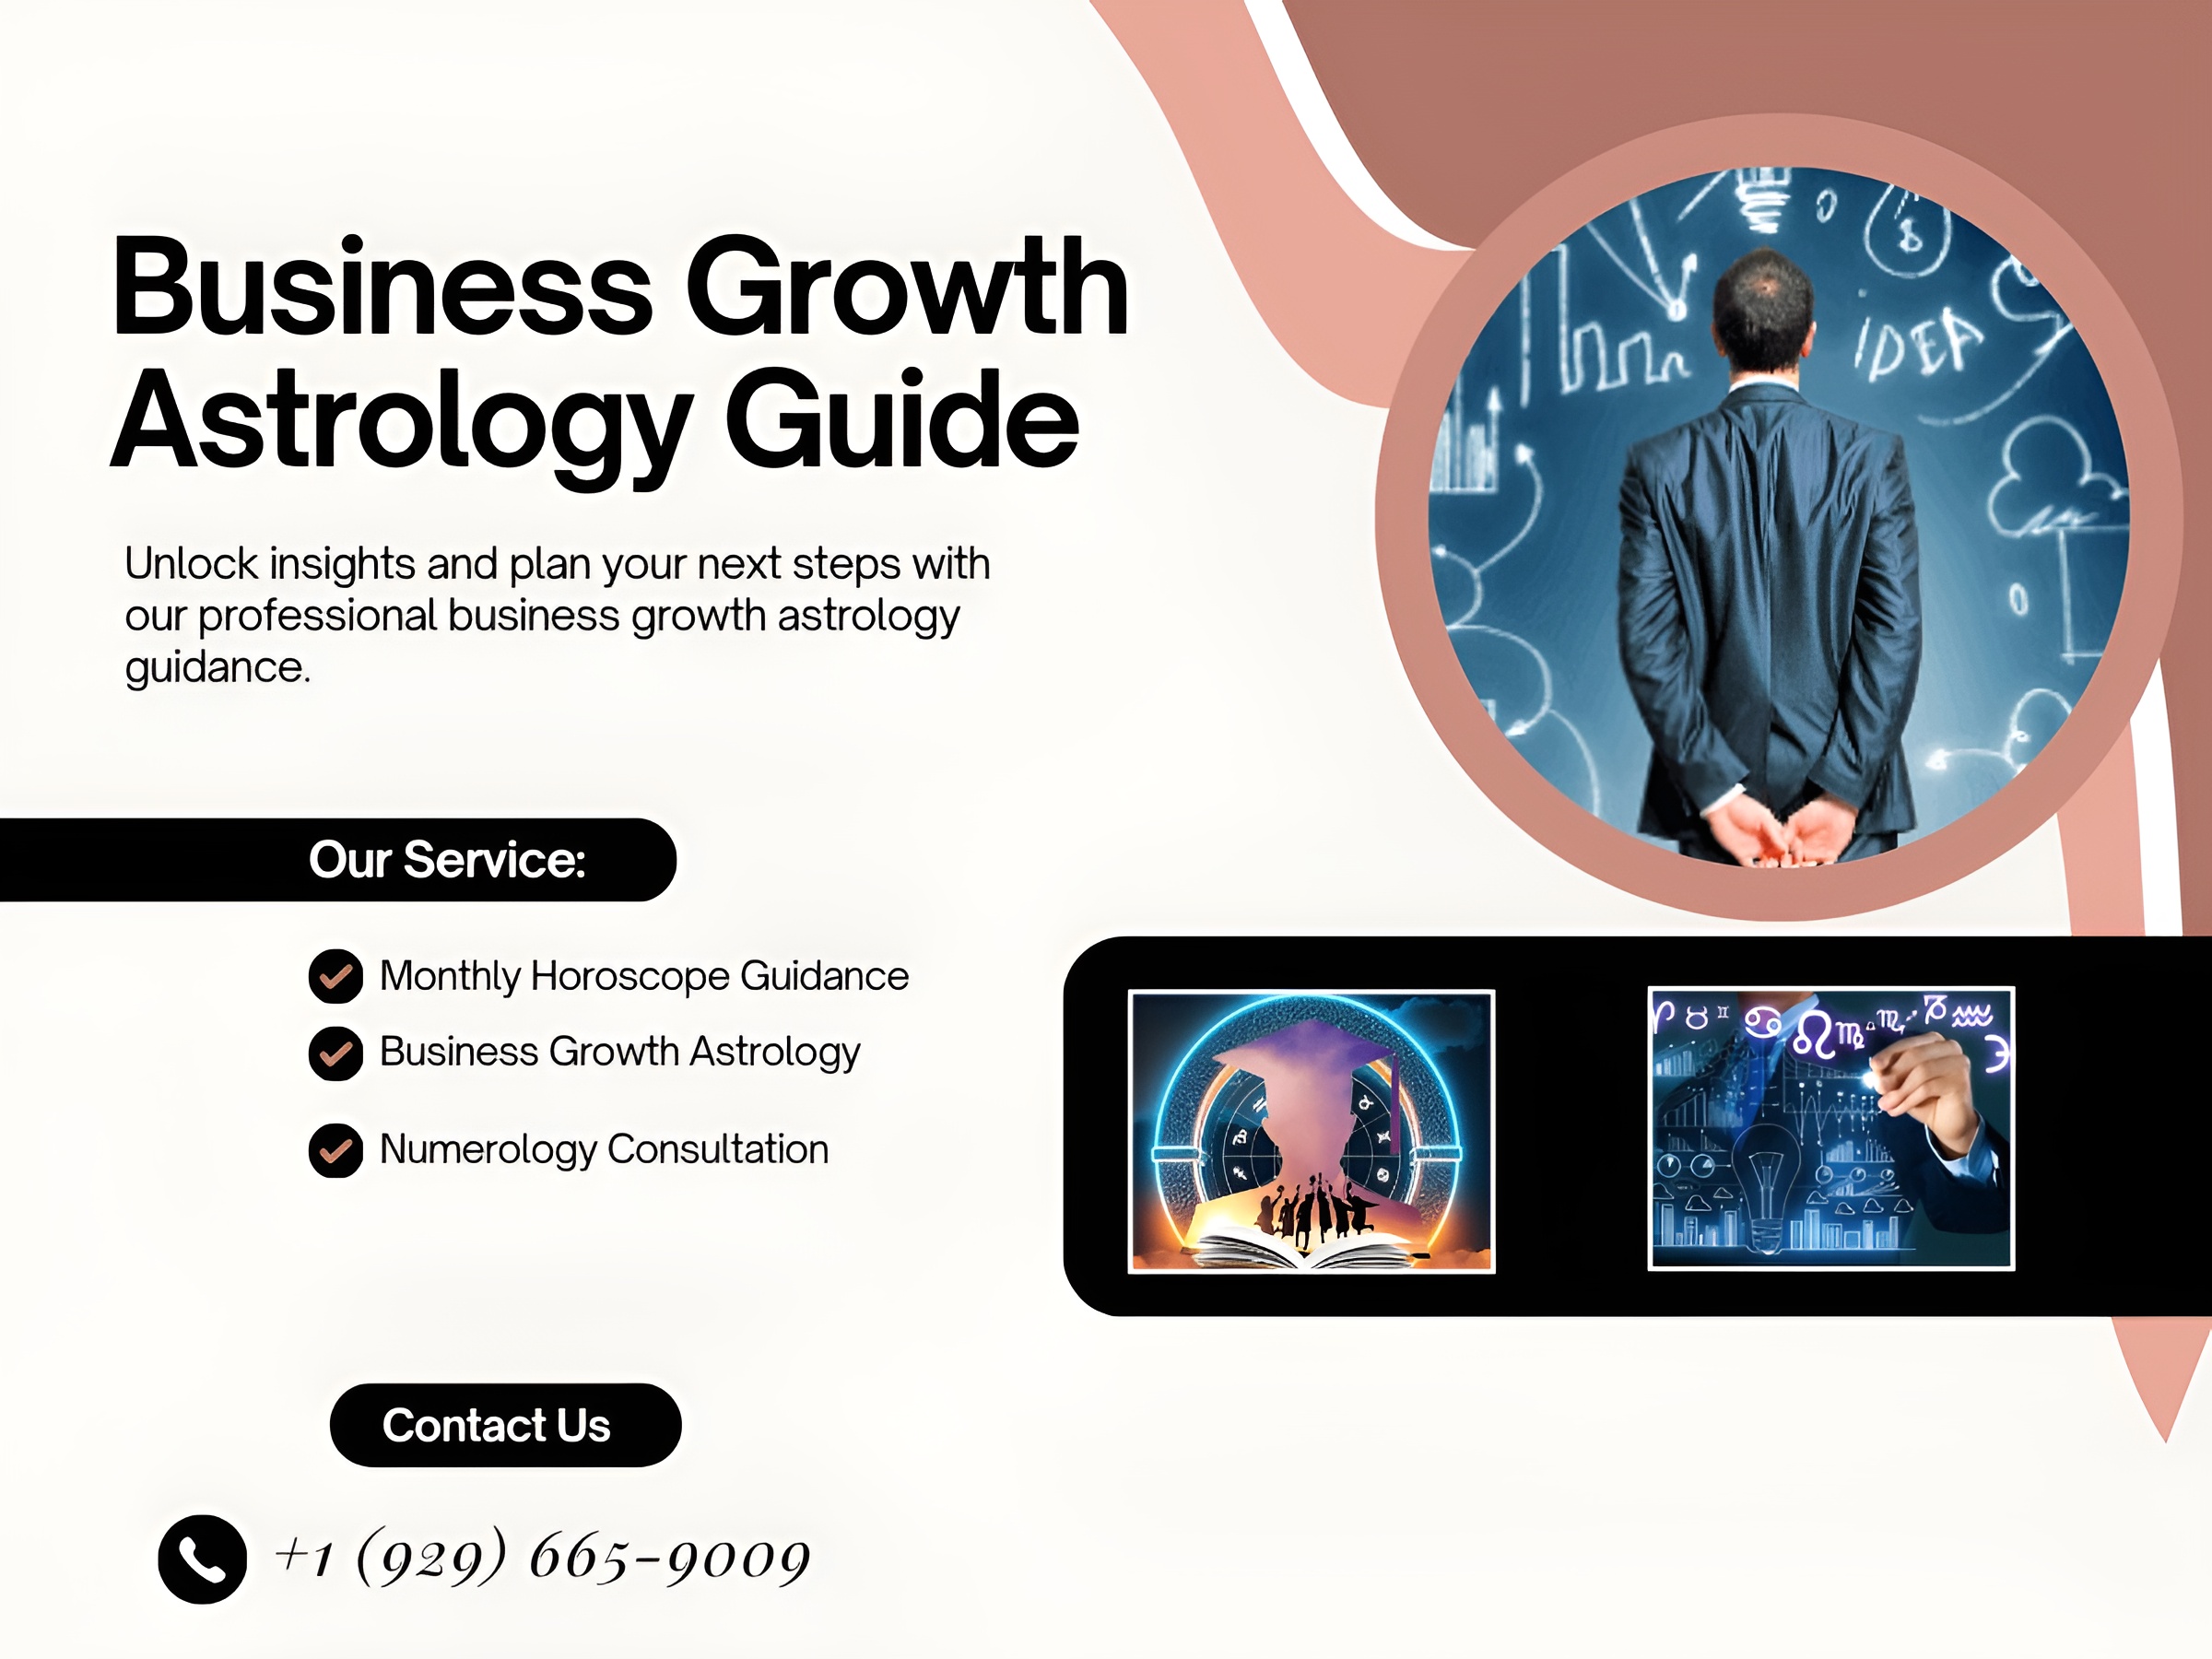 Business Growth
Astrology Guide
Unlock insights and plan your next steps with
our professional business growth astrology
guidance.
IDEA
Our Service:
Monthly Horoscope Guidance
Business Growth Astrology
Numerology Consultation
Contact Us
+1 (929) 665-9009